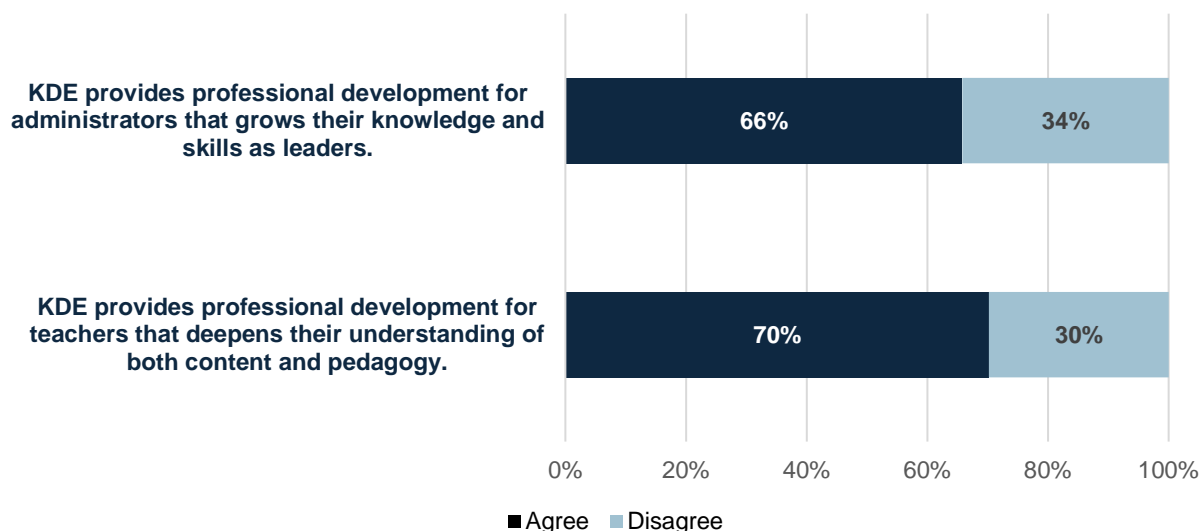 KDE provides professional development for
administrators that grows their knowledge and
skills as leaders.
66%
34%
KDE provides professional development for
teachers that deepens their understanding of
both content and pedagogy.
70%
30%
0%
20%
40%
60%
80%
100%
Agree
Disagree